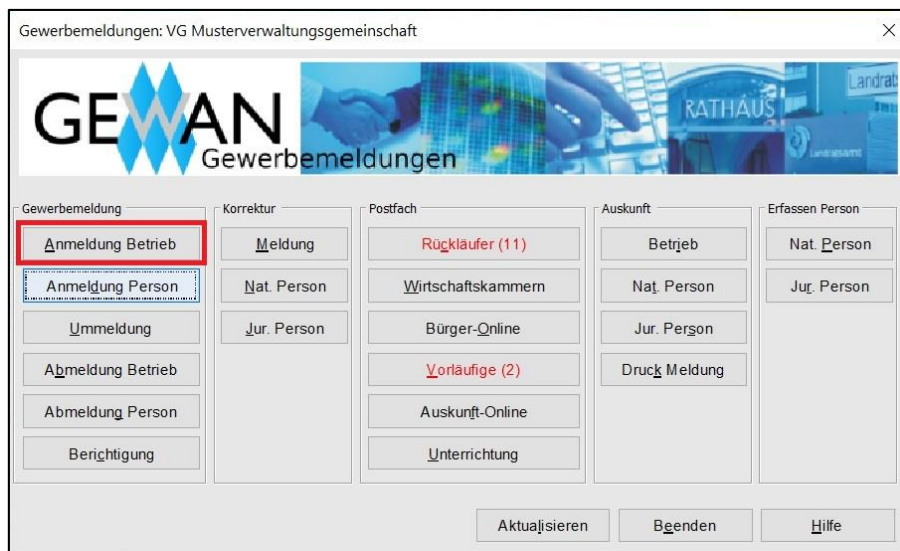 Gewerbemeldungen: VG Musterverwaltungsgemeinschaft
GEWAN
Gewerbemeldungen
RATHAUS
Landrat
Landratsamt
Gewerbemeldung
Anmeldung Betrieb
Anmeldung Person
Ummeldung
Abmeldung Betrieb
Abmeldung Person
Berichtigung
Korrektur
Meldung
Nat. Person
Jur. Person
Postfach
Rückläufer (11)
Wirtschaftskammern
Bürger-Online
Vorläufige (2)
Auskunft-Online
Unterrichtung
Auskunft
Betrieb
Nat. Person
Jur. Person
Druck Meldung
Erfassen Person
Nat. Person
Jur. Person
Aktualisieren
Beenden
Hilfe